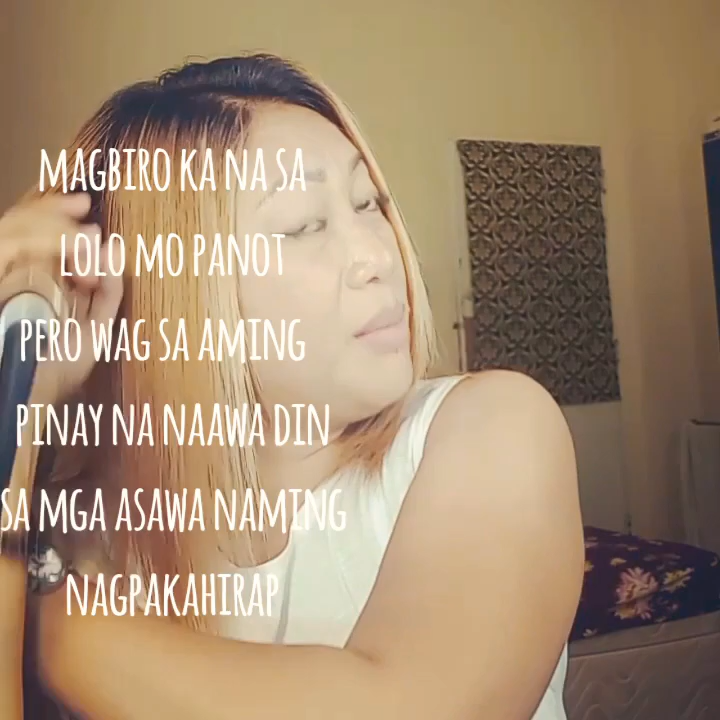 MAGBIRO KA NA SA
LOLO MO PANOT
PERO WAG SA AMING
PINAY NA NAAWA DIN
SA MGA ASAWA NAMING
NAGPAKAHIRAP